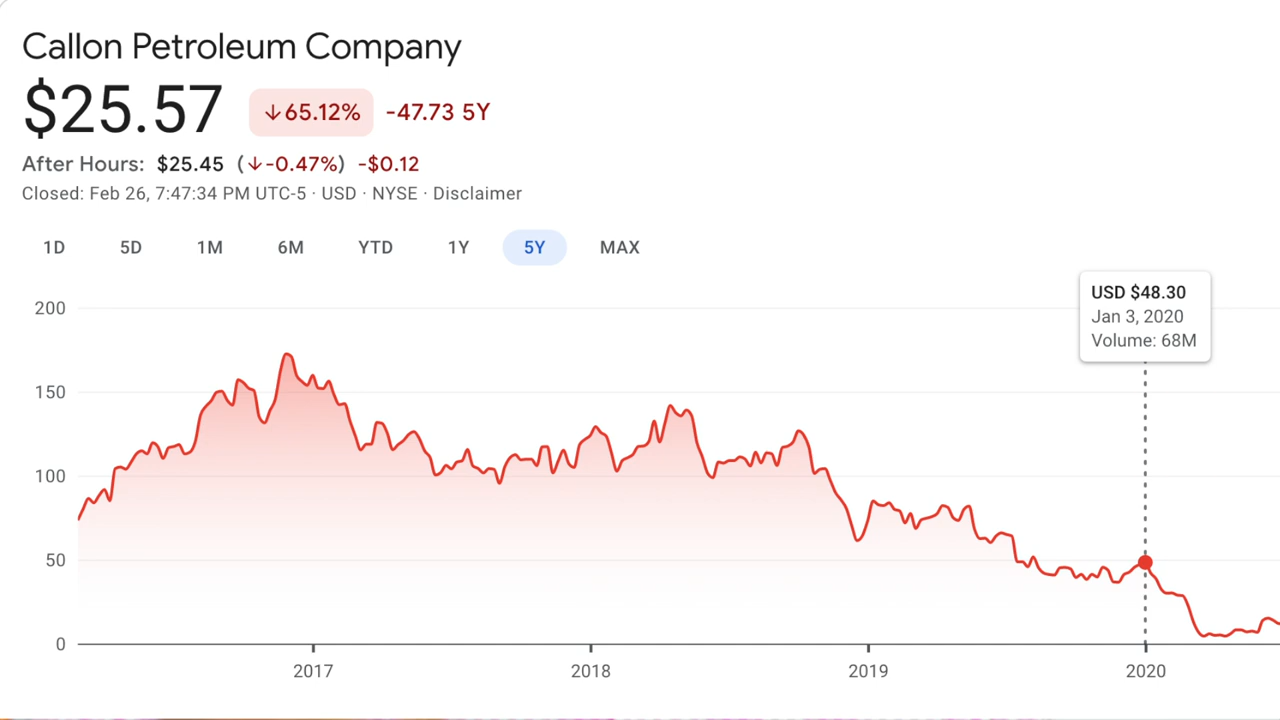 Callon Petroleum Company
$25.57 ↓65.12% -47.73 5Y
After Hours: $25.45 (↓-0.47%) -$0.12
Closed: Feb 26, 7:47:34 PM UTC-5 · USD · NYSE · Disclaimer
1D 5D 1M 6M YTD 1Y 5Y MAX
USD $48.30
Jan 3, 2020
Volume: 68M
200
150
100
50
0
2017 2018 2019 2020